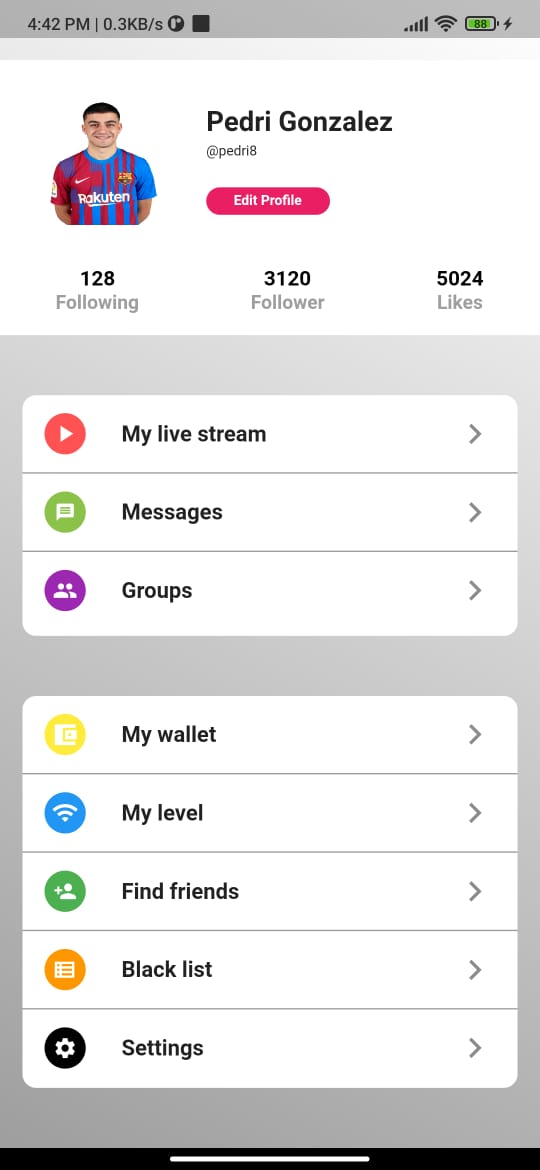 4:42 PM | 0.3KB/s
88
Pedri Gonzalez
@pedri8
Rakuten
Edit Profile
128 3120 5024
Following Follower Likes
My live stream
Messages
Groups
My wallet
My level
Find friends
Black list
Settings